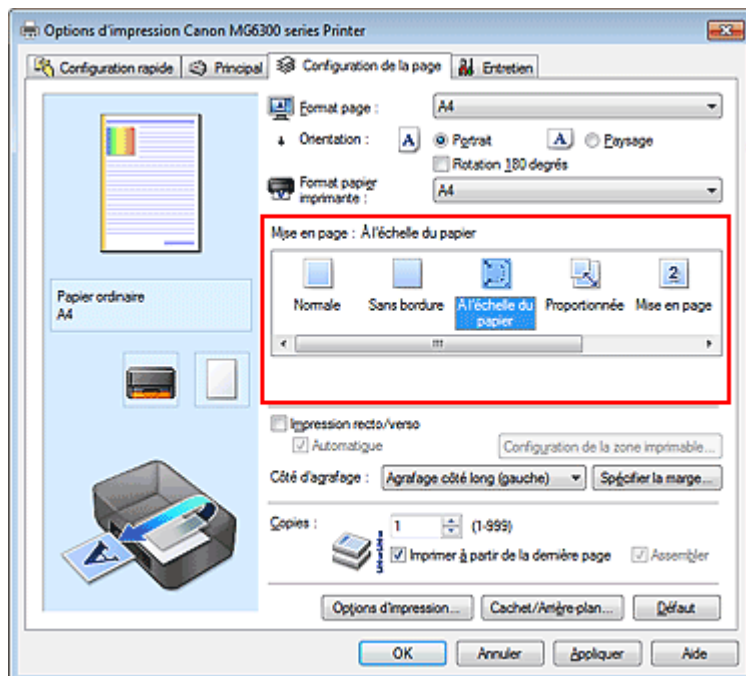 Options d'impression Canon MG6300 series Printer
Configuration rapide Principal Configuration de la page Entretien
Format page : A4
Orientation : A Portrait A Paysage
Rotation 180 degrés
Format papier imprimante : A4
Mise en page : À l'échelle du papier
Normale Sans bordure À l'échelle du papier Proportionnée 2 Mise en page
Papier ordinaire
A4
Impression recto/verso
Automatique Configuration de la zone imprimable...
Côté d'agrafage : Agrafage côté long (gauche) Spécifier la marge...
Copies : 1 (1-999)
Imprimer à partir de la dernière page Assembler
A
Options d'impression... Cachet/Arrière-plan... Défaut
OK Annuler Appliquer Aide